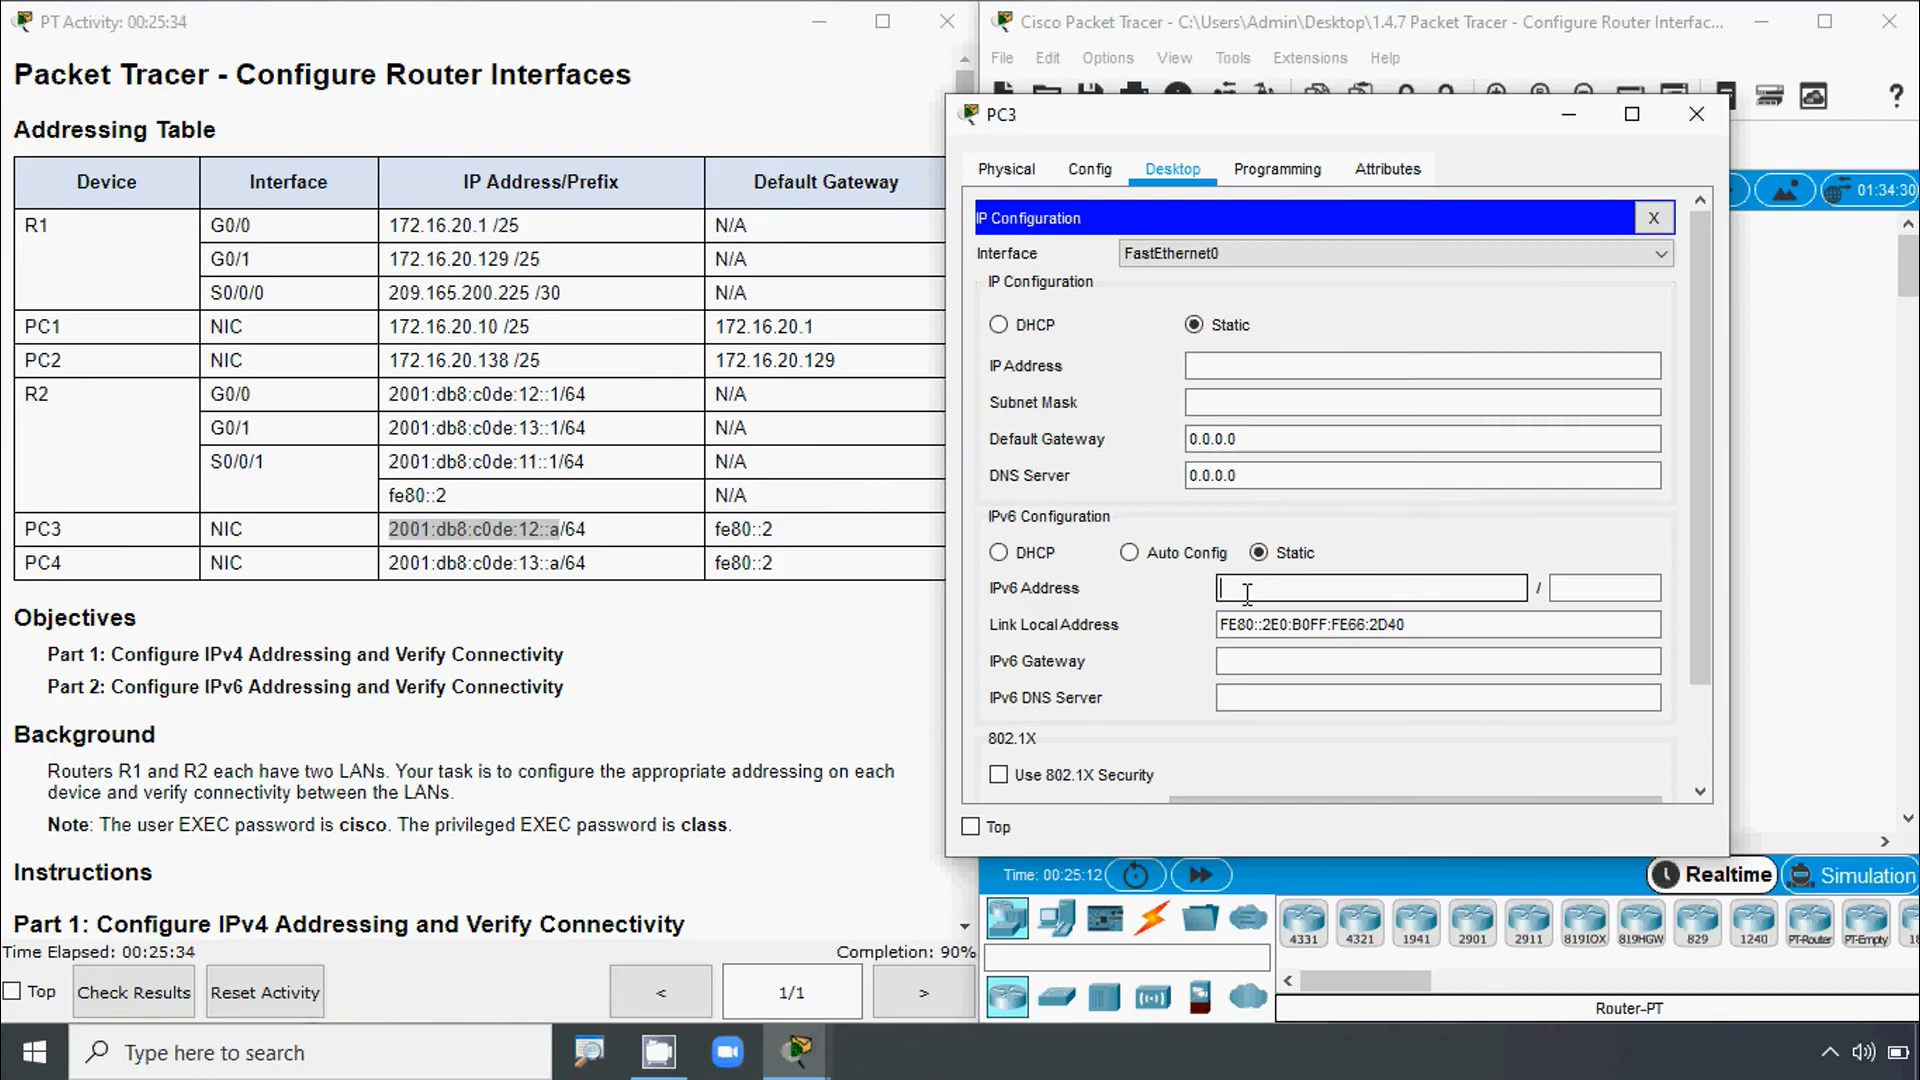 PT Activity: 00:25:34
Packet Tracer - Configure Router Interfaces
Addressing Table
Device Interface IP Address/Prefix Default Gateway
R1 G0/0 172.16.20.1 /25 N/A
G0/1 172.16.20.129 /25 N/A
S0/0/0 209.165.200.225 /30 N/A
PC1 NIC 172.16.20.10 /25 172.16.20.1
PC2 NIC 172.16.20.138 /25 172.16.20.129
R2 G0/0 2001:db8:c0de:12::1/64 N/A
G0/1 2001:db8:c0de:13::1/64 N/A
S0/0/1 2001:db8:c0de:11::1/64 N/A
fe80::2 N/A
PC3 NIC 2001:db8:c0de:12::a/64 fe80::2
PC4 NIC 2001:db8:c0de:13::a/64 fe80::2
Objectives
Part 1: Configure IPv4 Addressing and Verify Connectivity
Part 2: Configure IPv6 Addressing and Verify Connectivity
Background
Routers R1 and R2 each have two LANs. Your task is to configure the appropriate addressing on each
device and verify connectivity between the LANs.
Note: The user EXEC password is cisco. The privileged EXEC password is class.
Instructions
Part 1: Configure IPv4 Addressing and Verify Connectivity
Time Elapsed: 00:25:34 Completion: 90%
Top Check Results Reset Activity < 1/1 >
Cisco Packet Tracer - C:\Users\Admin\Desktop\1.4.7 Packet Tracer - Configure Router Interfac...
File Edit Options View Tools Extensions Help
?
01:34:30
PC3
Physical Config Desktop Programming Attributes
IP Configuration X
Interface FastEthernet0
IP Configuration
DHCP Static
IP Address
Subnet Mask
Default Gateway 0.0.0.0
DNS Server 0.0.0.0
IPv6 Configuration
DHCP Auto Config Static
IPv6 Address /
Link Local Address FE80::2E0:B0FF:FE66:2D40
IPv6 Gateway
IPv6 DNS Server
802.1X
Use 802.1X Security
Top
Time: 00:25:12 Realtime Simulation
4331 4321 1941 2901 2911 819IOX 819HGW 829 1240 PT-Router PT-Empty
Router-PT
Type here to search